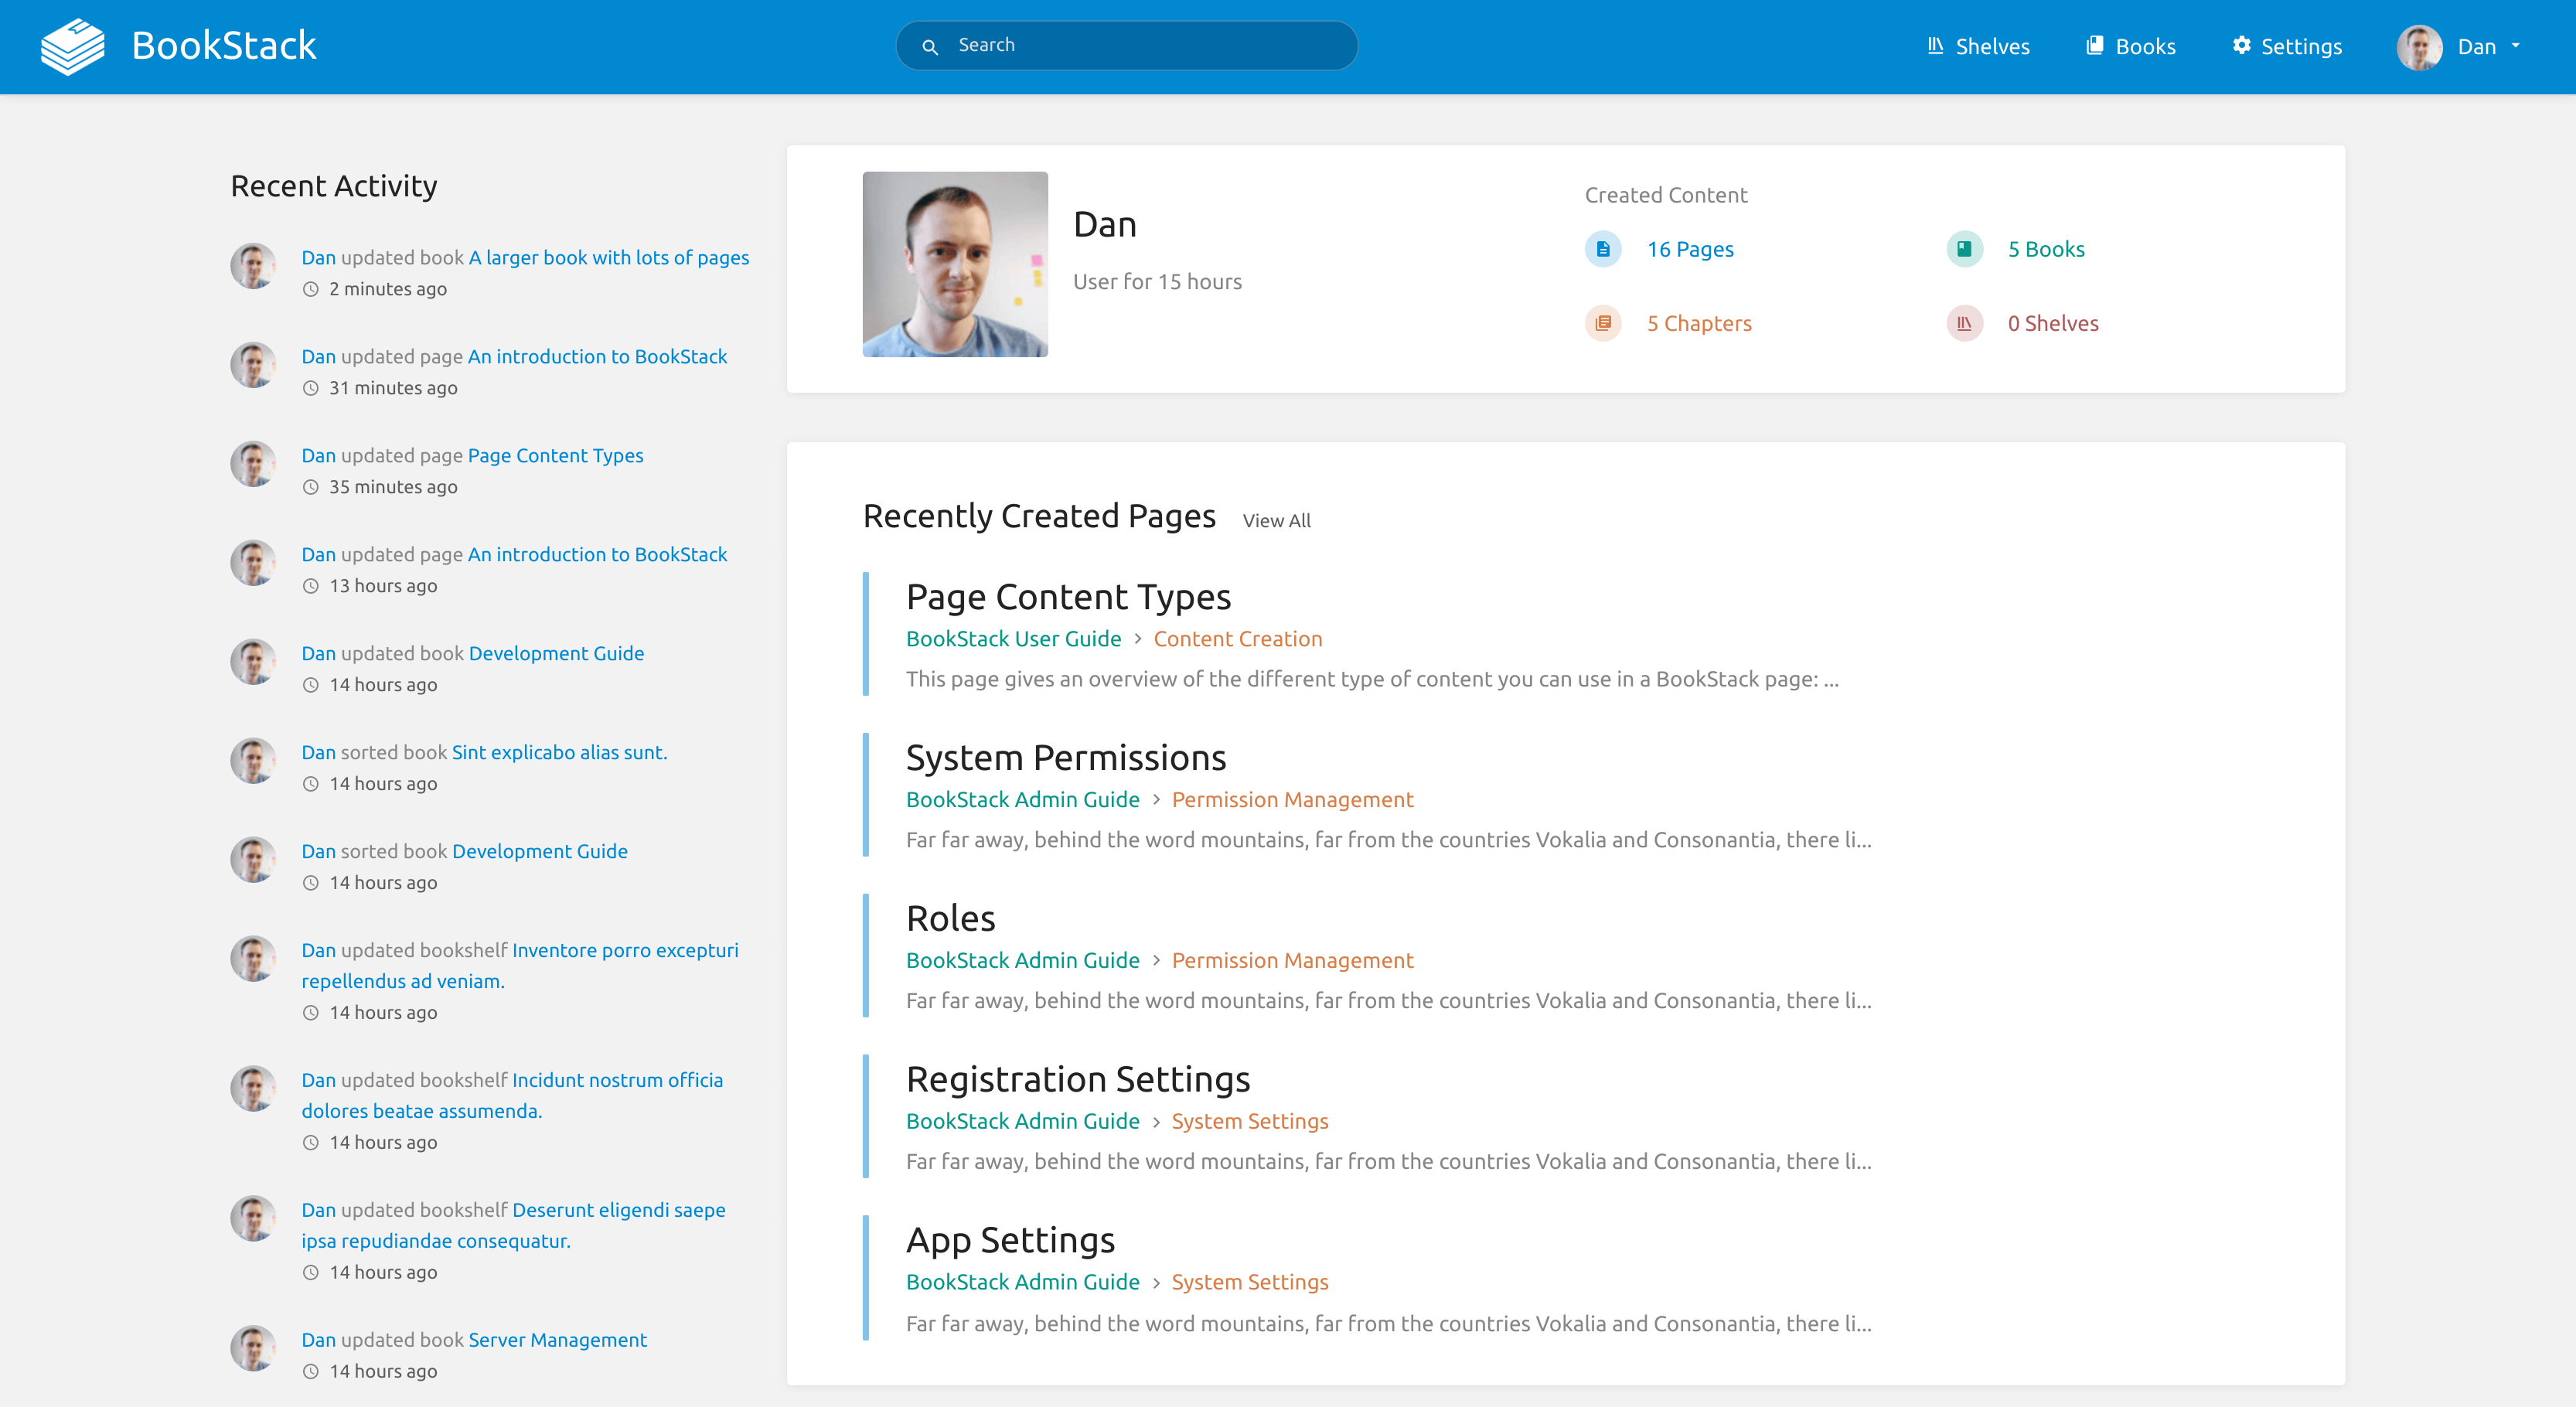 BookStack
Search
Shelves
Books
Settings
Dan
Recent Activity
Dan updated book A larger book with lots of pages
2 minutes ago
Dan updated page An introduction to BookStack
31 minutes ago
Dan updated page Page Content Types
35 minutes ago
Dan updated page An introduction to BookStack
13 hours ago
Dan updated book Development Guide
14 hours ago
Dan sorted book Sint explicabo alias sunt.
14 hours ago
Dan sorted book Development Guide
14 hours ago
Dan updated bookshelf Inventore porro excepturi
repellendus ad veniam.
14 hours ago
Dan updated bookshelf Incidunt nostrum officia
dolores beatae assumenda.
14 hours ago
Dan updated bookshelf Deserunt eligendi saepe
ipsa repudiandae consequatur.
14 hours ago
Dan updated book Server Management
14 hours ago
Dan
User for 15 hours
Created Content
16 Pages
5 Books
5 Chapters
0 Shelves
Recently Created Pages View All
Page Content Types
BookStack User Guide > Content Creation
This page gives an overview of the different type of content you can use in a BookStack page: ...
System Permissions
BookStack Admin Guide > Permission Management
Far far away, behind the word mountains, far from the countries Vokalia and Consonantia, there li...
Roles
BookStack Admin Guide > Permission Management
Far far away, behind the word mountains, far from the countries Vokalia and Consonantia, there li...
Registration Settings
BookStack Admin Guide > System Settings
Far far away, behind the word mountains, far from the countries Vokalia and Consonantia, there li...
App Settings
BookStack Admin Guide > System Settings
Far far away, behind the word mountains, far from the countries Vokalia and Consonantia, there li...